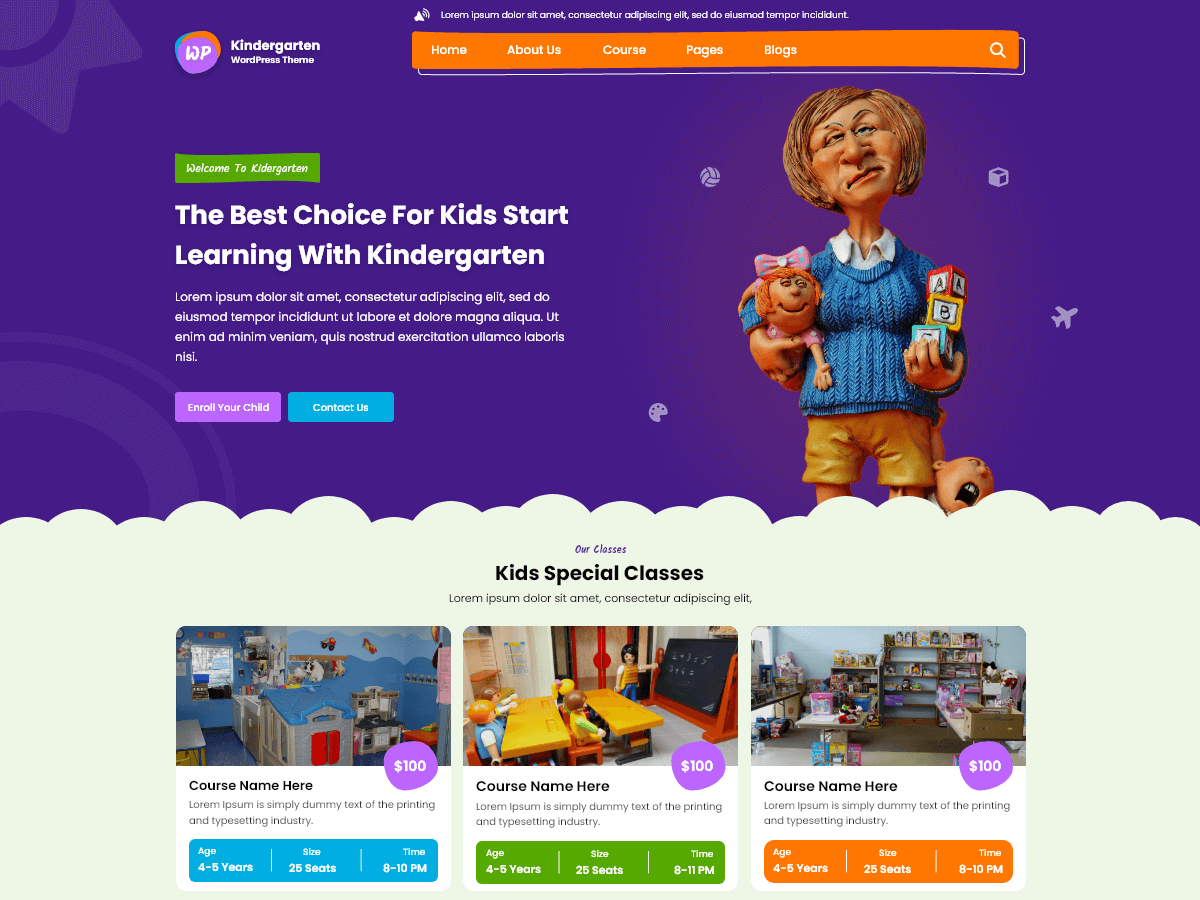 Lorem ipsum dolor sit amet, consectetur adipiscing elit, sed do eiusmod tempor incididunt.
WP
Kindergarten
WordPress Theme
Home About Us Course Pages Blogs
Welcome To Kidergarten
The Best Choice For Kids Start
Learning With Kindergarten
Lorem ipsum dolor sit amet, consectetur adipiscing elit, sed do
eiusmod tempor incididunt ut labore et dolore magna aliqua. Ut
enim ad minim veniam, quis nostrud exercitation ullamco laboris
nisi.
Enroll Your Child Contact Us
A A
B
Our Classes
Kids Special Classes
Lorem ipsum dolor sit amet, consectetur adipiscing elit,
$100
Course Name Here
Lorem Ipsum is simply dummy text of the printing
and typesetting industry.
Age Size Time
4-5 Years 25 Seats 8-10 PM
$100
Course Name Here
Lorem Ipsum is simply dummy text of the printing
and typesetting industry.
Age Size Time
4-5 Years 25 Seats 8-11 PM
$100
Course Name Here
Lorem Ipsum is simply dummy text of the printing
and typesetting industry.
Age Size Time
4-5 Years 25 Seats 8-10 PM